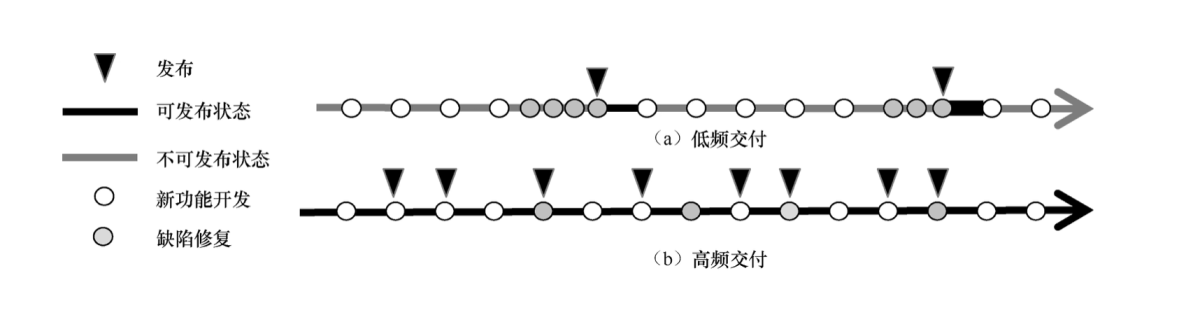 发布
可发布状态
不可发布状态
新功能开发
缺陷修复
（a）低频交付
（b）高频交付